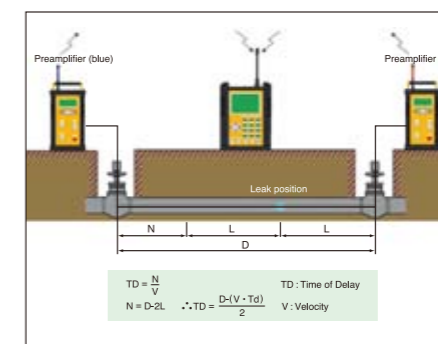 Preamplifier (blue)
Preamplifier
Leak position
N L L
D
TD = N/V TD : Time of Delay
N = D-2L ∴TD = D-(V · Td)/2 V : Velocity